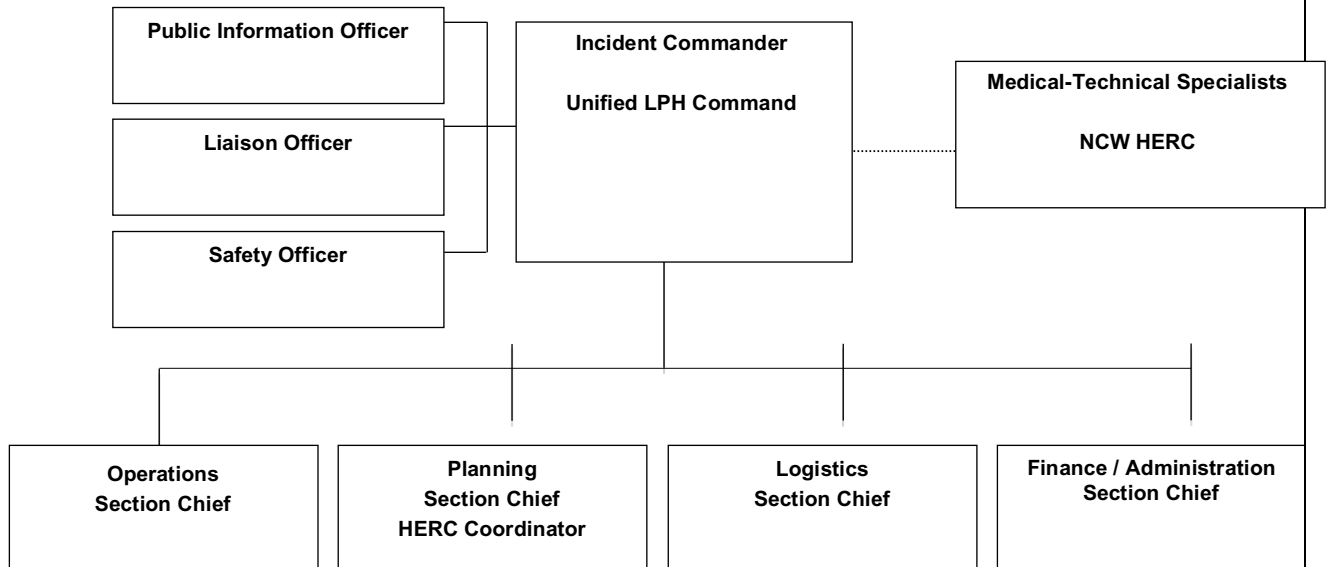 Public Information Officer
Incident Commander
Unified LPH Command
Medical-Technical Specialists
NCW HERC
Liaison Officer
Safety Officer
Operations
Section Chief
Planning
Section Chief
HERC Coordinator
Logistics
Section Chief
Finance / Administration
Section Chief